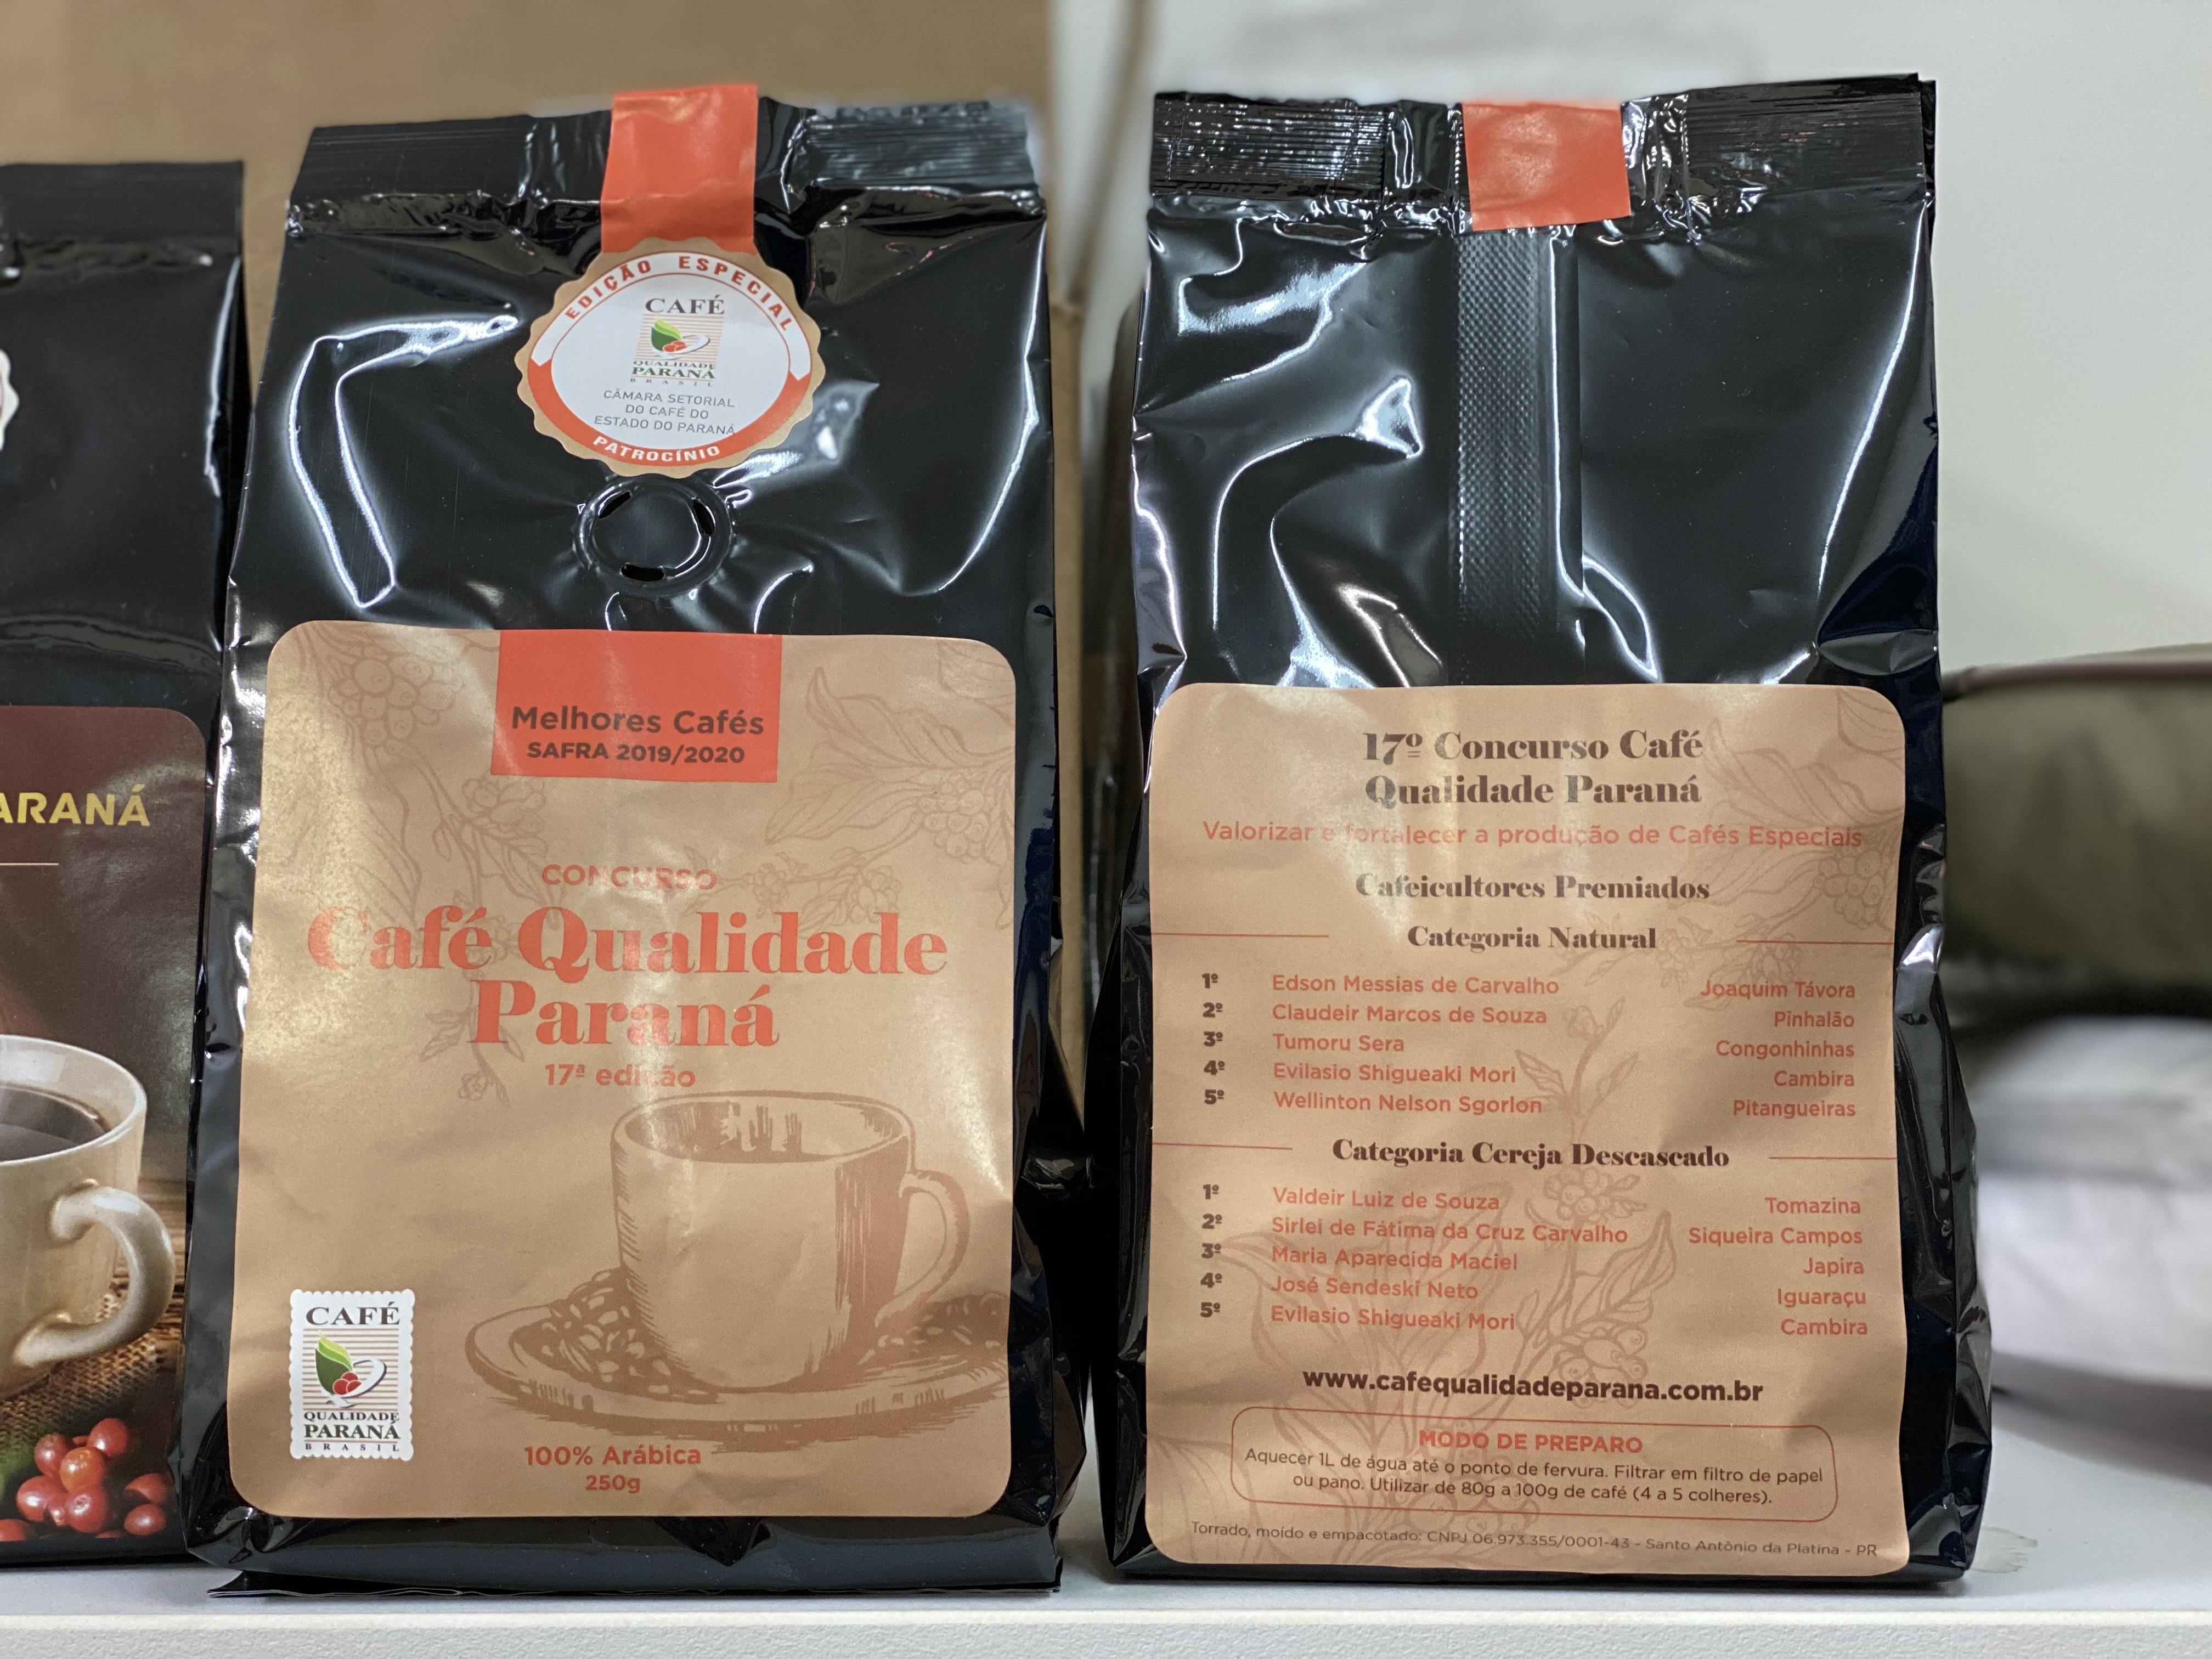 EDIÇÃO ESPECIAL
CAFÉ
QUALIDADE
PARANÁ
BRASIL
CÂMARA SETORIAL
DO CAFÉ DO
ESTADO DO PARANÁ
PATROCÍNIO
Melhores Cafés
SAFRA 2019/2020
CONCURSO
Café Qualidade
Paraná
17ª edição
CAFÉ
QUALIDADE
PARANÁ
BRASIL
100% Arábica
250g
17º Concurso Café
Qualidade Paraná
Valorizar e fortalecer a produção de Cafés Especiais
Cafeicultores Premiados
Categoria Natural
1º Edson Messias de Carvalho Joaquim Távora
2º Claudeir Marcos de Souza Pinhalão
3º Tumoru Sera Congonhinhas
4º Evilasio Shigueaki Mori Cambira
5º Wellinton Nelson Sgorlon Pitangueiras
Categoria Cereja Descascado
1º Valdeir Luiz de Souza Tomazina
2º Sirlei de Fátima da Cruz Carvalho Siqueira Campos
3º Maria Aparecida Maciel Japira
4º José Sendeski Neto Iguaraçu
5º Evilasio Shigueaki Mori Cambira
www.cafequalidadeparana.com.br
MODO DE PREPARO
Aquecer 1L de água até o ponto de fervura. Filtrar em filtro de papel
ou pano. Utilizar de 80g a 100g de café (4 a 5 colheres).
Torrado, moído e empacotado: CNPJ 06.973.355/0001-43 - Santo Antônio da Platina - PR